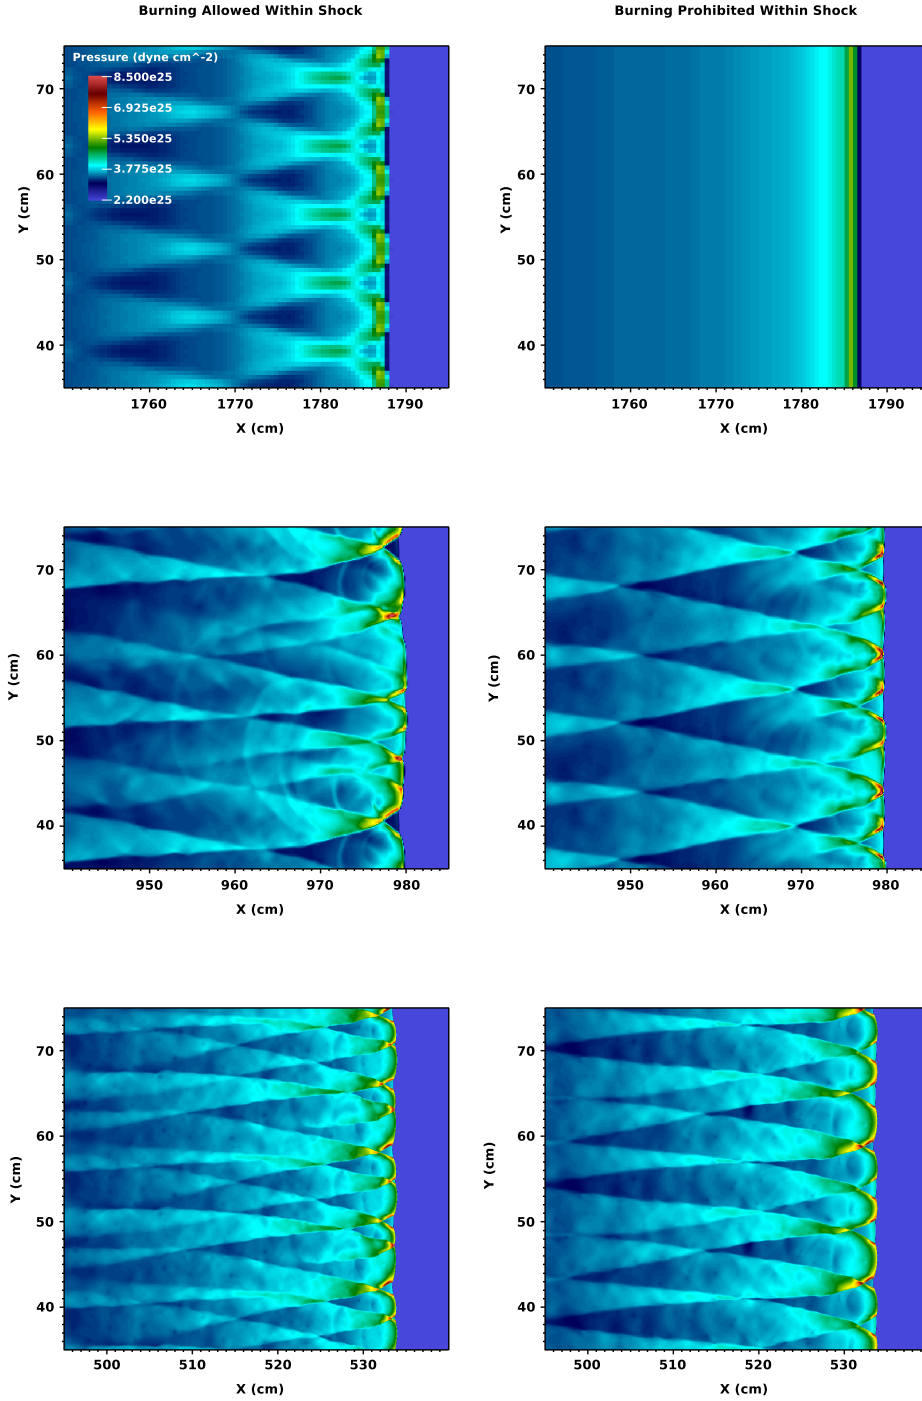 Burning Allowed Within Shock
Burning Prohibited Within Shock
Pressure (dyne cm^-2)
8.500e25
6.925e25
5.350e25
3.775e25
2.200e25
70
60
50
40
Y (cm)
1760 1770 1780 1790
X (cm)
70
60
50
40
Y (cm)
1760 1770 1780 1790
X (cm)
70
60
50
40
Y (cm)
950 960 970 980
X (cm)
70
60
50
40
Y (cm)
950 960 970 980
X (cm)
70
60
50
40
Y (cm)
500 510 520 530
X (cm)
70
60
50
40
Y (cm)
500 510 520 530
X (cm)